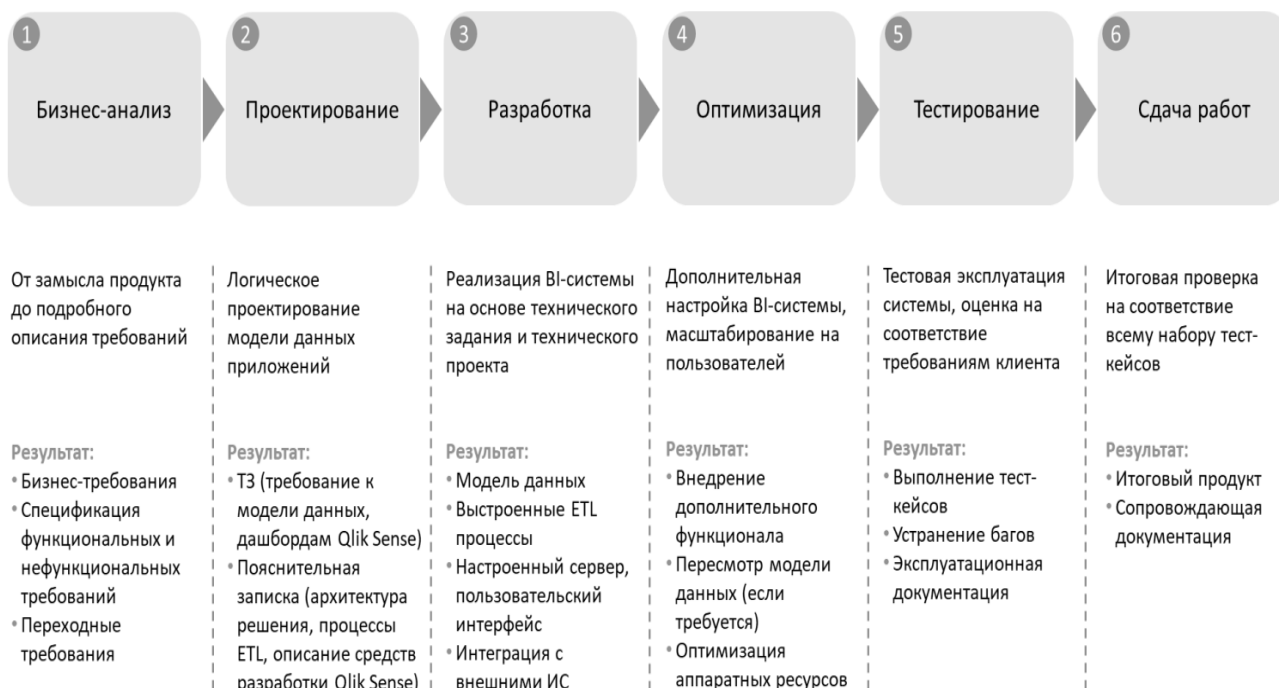 1
Бизнес-анализ
2
Проектирование
3
Разработка
4
Оптимизация
5
Тестирование
6
Сдача работ
От замысла продукта
до подробного
описания требований
Результат:
• Бизнес-требования
• Спецификация
функциональных и
нефункциональных
требований
• Переходные
требования
Логическое
проектирование
модели данных
приложений
Результат:
• ТЗ (требование к
модели данных,
дашбордам Qlik Sense)
• Пояснительная
записка (архитектура
решения, процессы
ETL, описание средств
разработки Qlik Sense)
Реализация BI-системы
на основе технического
задания и технического
проекта
Результат:
• Модель данных
• Выстроенные ETL
процессы
• Настроенный сервер,
пользовательский
интерфейс
• Интеграция с
внешними ИС
Дополнительная
настройка BI-системы,
масштабирование на
пользователей
Результат:
• Внедрение
дополнительного
функционала
• Пересмотр модели
данных (если
требуется)
• Оптимизация
аппаратных ресурсов
Тестовая эксплуатация
системы, оценка на
соответствие
требованиям клиента
Результат:
• Выполнение тест-
кейсов
• Устранение багов
• Эксплуатационная
документация
Итоговая проверка
на соответствие
всему набору тест-
кейсов
Результат:
• Итоговый продукт
• Сопровождающая
документация